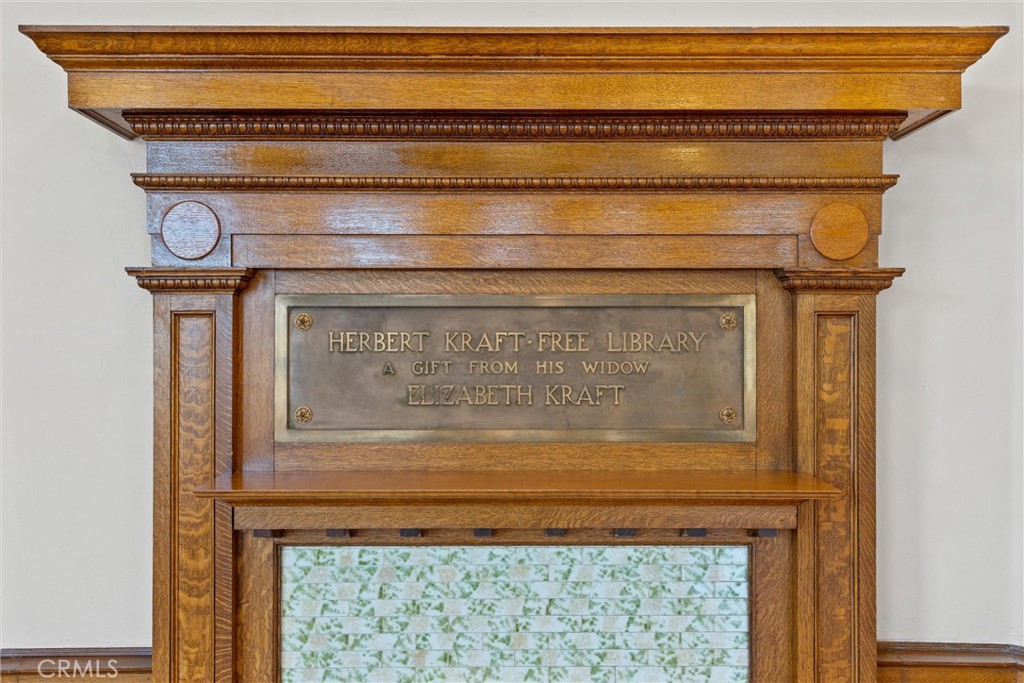 HERBERT KRAFT-FREE LIBRARY
A GIFT FROM HIS WIDOW
ELIZABETH KRAFT
CRMLS